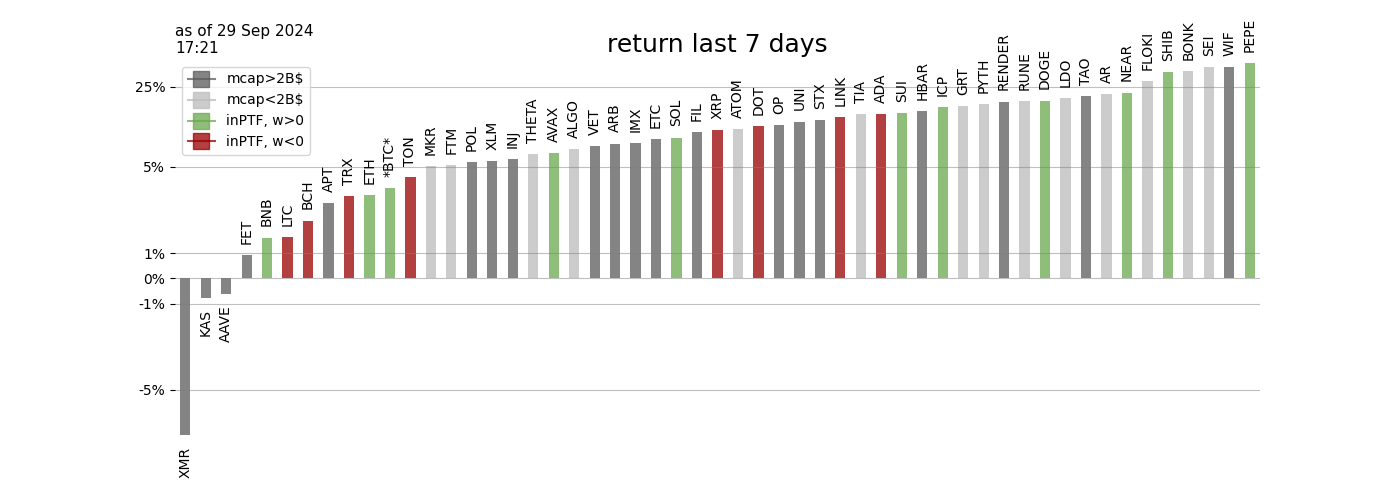 as of 29 Sep 2024
17:21
return last 7 days
mcap>2B$
mcap<2B$
inPTF, w>0
inPTF, w<0
25%
5%
1%
0%
-1%
-5%
XMR
KAS
AAVE
FET
BNB
LTC
BCH
APT
TRX
ETH
*BTC*
TON
MKR
FTM
POL
XLM
INJ
THETA
AVAX
ALGO
VET
ARB
IMX
ETC
SOL
FIL
XRP
ATOM
DOT
OP
UNI
STX
LINK
TIA
ADA
SUI
HBAR
ICP
GRT
PYTH
RENDER
RUNE
DOGE
LDO
TAO
AR
NEAR
FLOKI
SHIB
BONK
SEI
WIF
PEPE